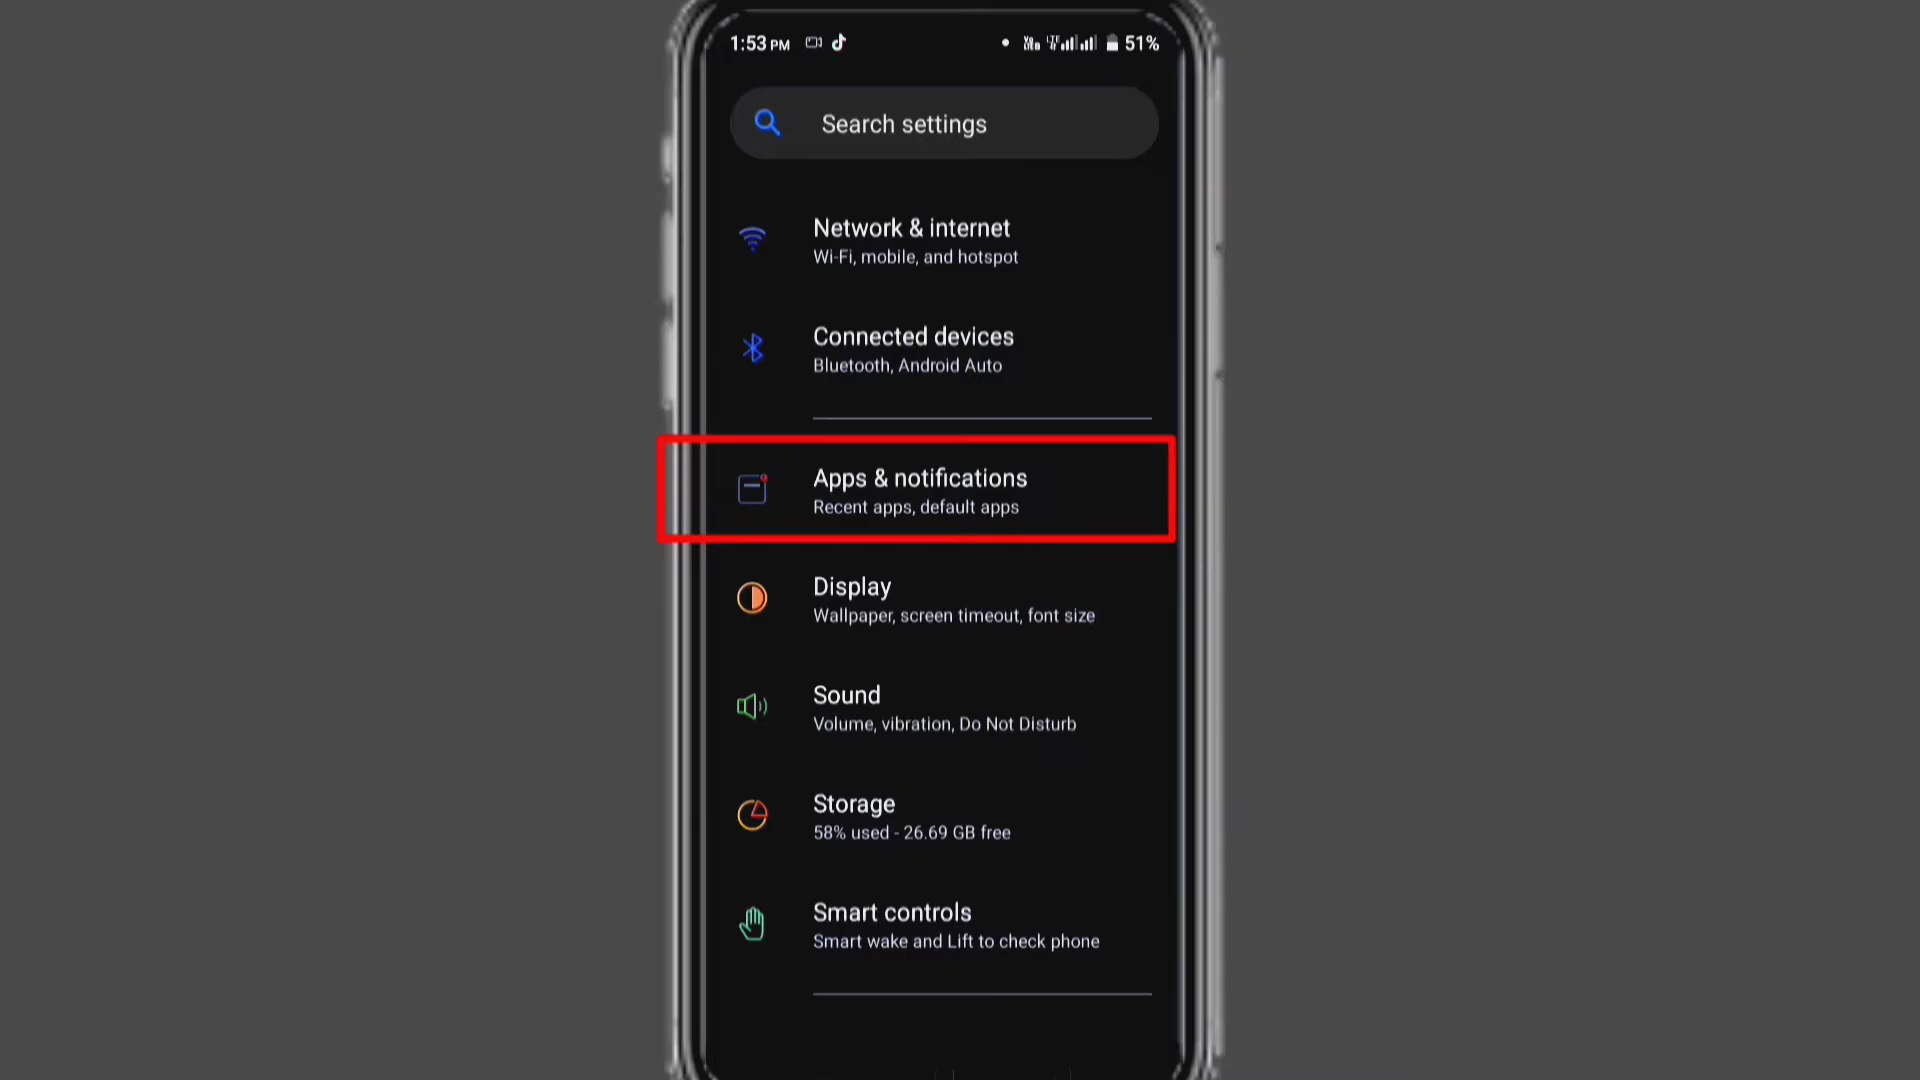 1:53 PM 51%
Search settings
Network & internet
Wi-Fi, mobile, and hotspot
Connected devices
Bluetooth, Android Auto
Apps & notifications
Recent apps, default apps
Display
Wallpaper, screen timeout, font size
Sound
Volume, vibration, Do Not Disturb
Storage
58% used - 26.69 GB free
Smart controls
Smart wake and Lift to check phone